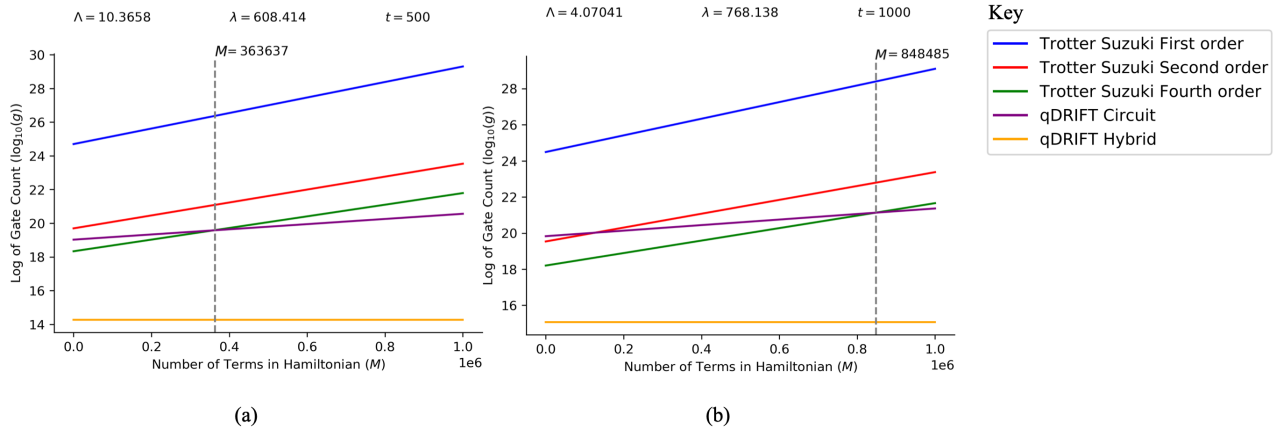 Λ = 10.3658 λ = 608.414 t = 500
M = 363637
30
28
26
24
22
20
18
16
14
Log of Gate Count (log10(g))
0.0 0.2 0.4 0.6 0.8 1.0
1e6
Number of Terms in Hamiltonian (M)
(a)
Λ = 4.07041 λ = 768.138 t = 1000
M = 848485
28
26
24
22
20
18
16
Log of Gate Count (log10(g))
0.0 0.2 0.4 0.6 0.8 1.0
1e6
Number of Terms in Hamiltonian (M)
(b)
Key
Trotter Suzuki First order
Trotter Suzuki Second order
Trotter Suzuki Fourth order
qDRIFT Circuit
qDRIFT Hybrid